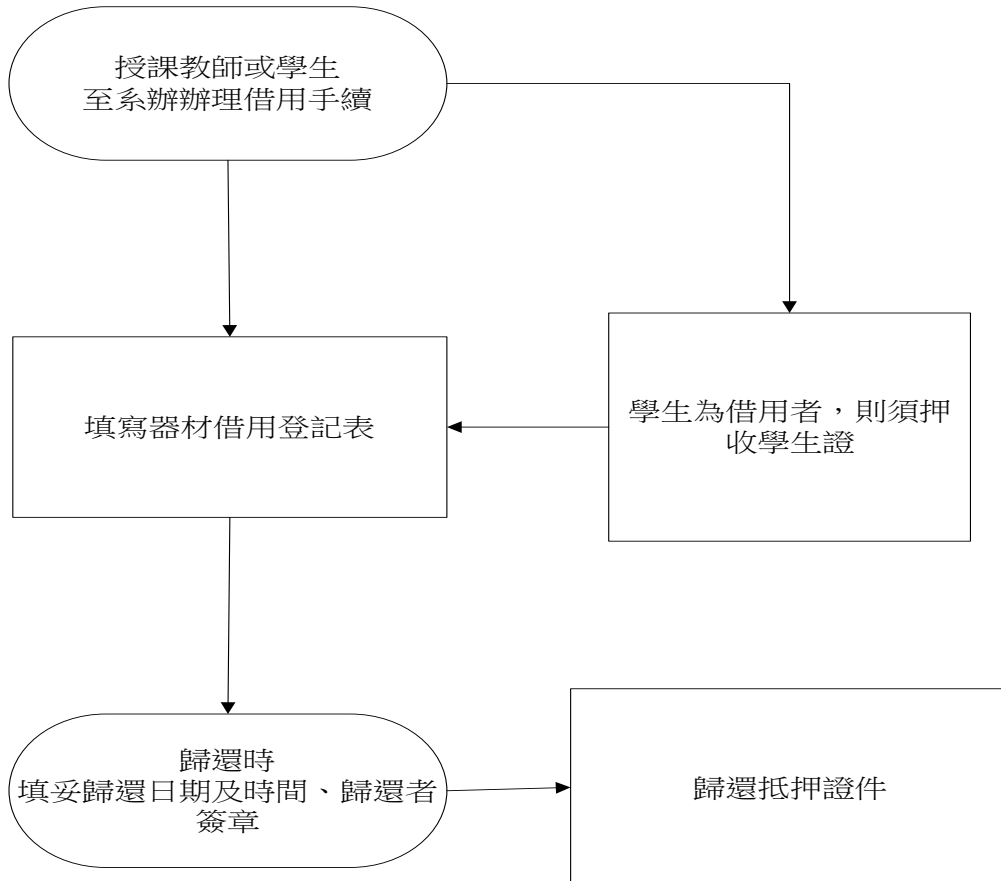 授課教師或學生
至系辦辦理借用手續
填寫器材借用登記表
學生為借用者，則須押
收學生證
歸還時
填妥歸還日期及時間、歸還者
簽章
歸還抵押證件